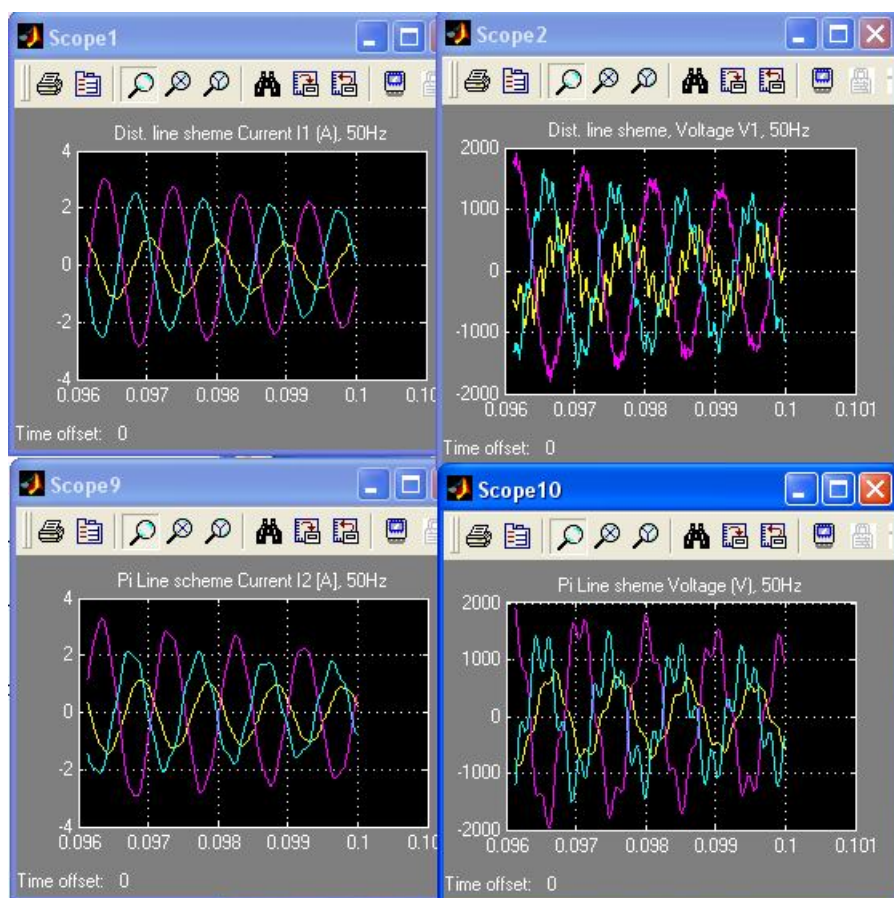 Scope1
Dist. line sheme Current I1 (A), 50Hz
4
2
0
-2
-4
0.096 0.097 0.098 0.099 0.1 0.10
Time offset: 0
Scope2
Dist. line sheme, Voltage V1, 50Hz
2000
1000
0
-1000
-2000
0.096 0.097 0.098 0.099 0.1 0.101
Time offset: 0
Scope9
Pi Line scheme Current I2 [A], 50Hz
4
2
0
-2
-4
0.096 0.097 0.098 0.099 0.1 0.10
Time offset: 0
Scope10
Pi Line sheme Voltage (V), 50Hz
2000
1000
0
-1000
-2000
0.096 0.097 0.098 0.099 0.1 0.101
Time offset: 0